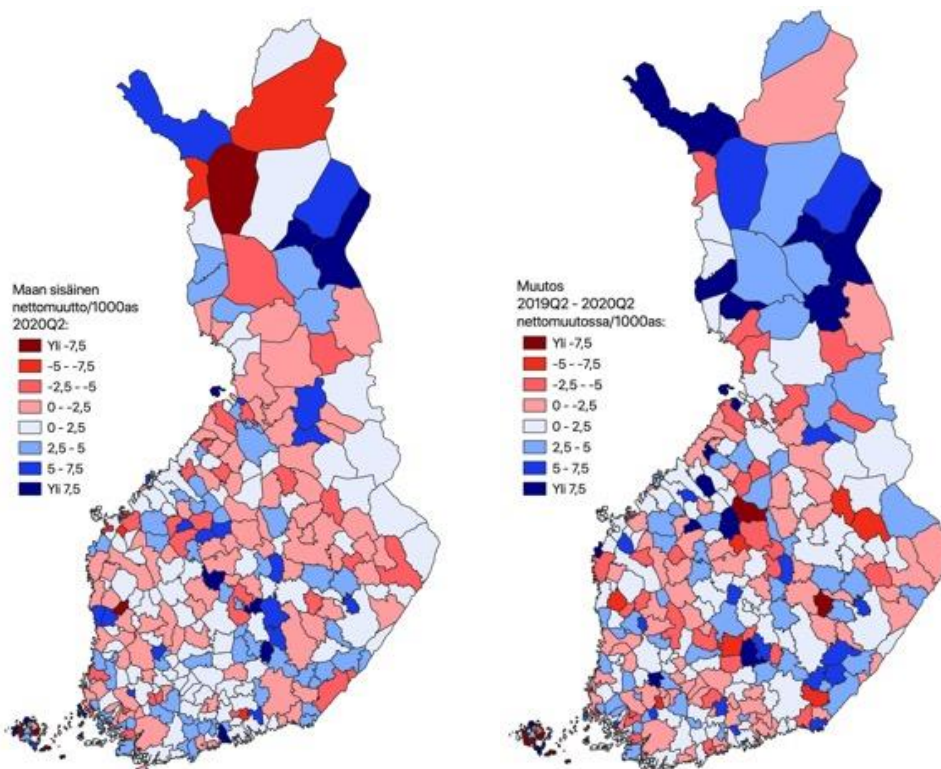 Maan sisäinen
nettomuutto/1000as
2020Q2:
Yli -7,5
-5 - -7,5
-2,5 - -5
0 - -2,5
0 - 2,5
2,5 - 5
5 - 7,5
Yli 7,5
Muutos
2019Q2 - 2020Q2
nettomuutossa/1000as:
Yli -7,5
-5 - -7,5
-2,5 - -5
0 - -2,5
0 - 2,5
2,5 - 5
5 - 7,5
Yli 7,5